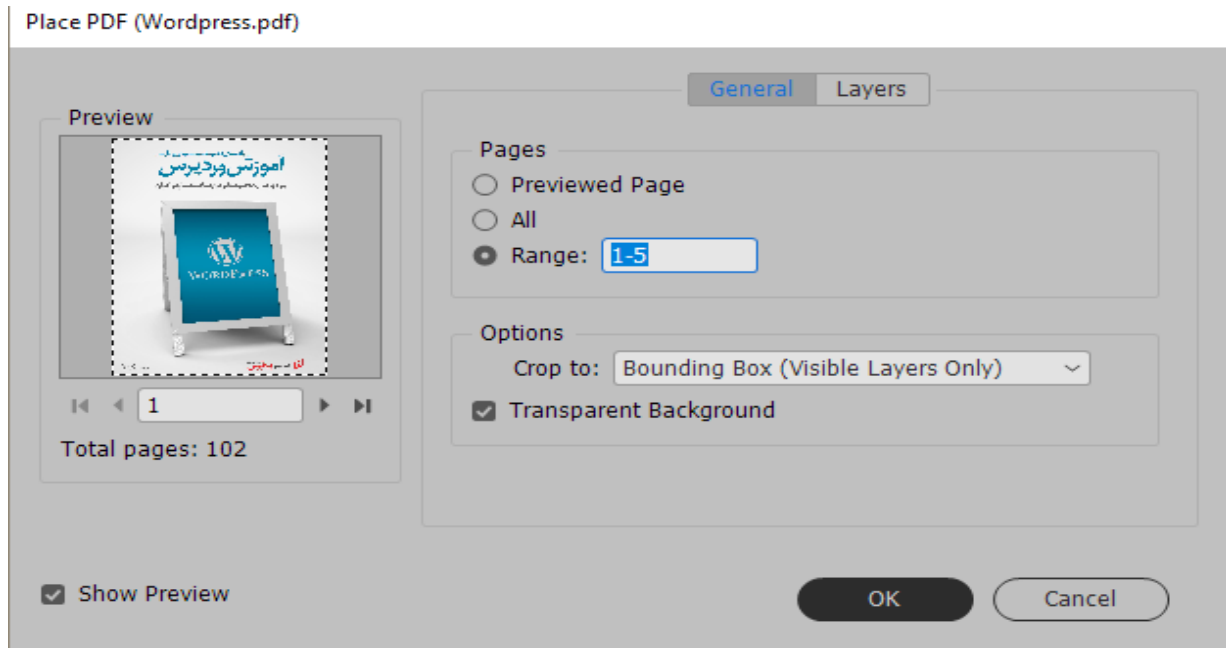 Place PDF (Wordpress.pdf)
Preview
آموزش وردپرس
WORDPRESS
1
Total pages: 102
Show Preview
General
Layers
Pages
Previewed Page
All
Range: 1-5
Options
Crop to: Bounding Box (Visible Layers Only)
Transparent Background
OK
Cancel